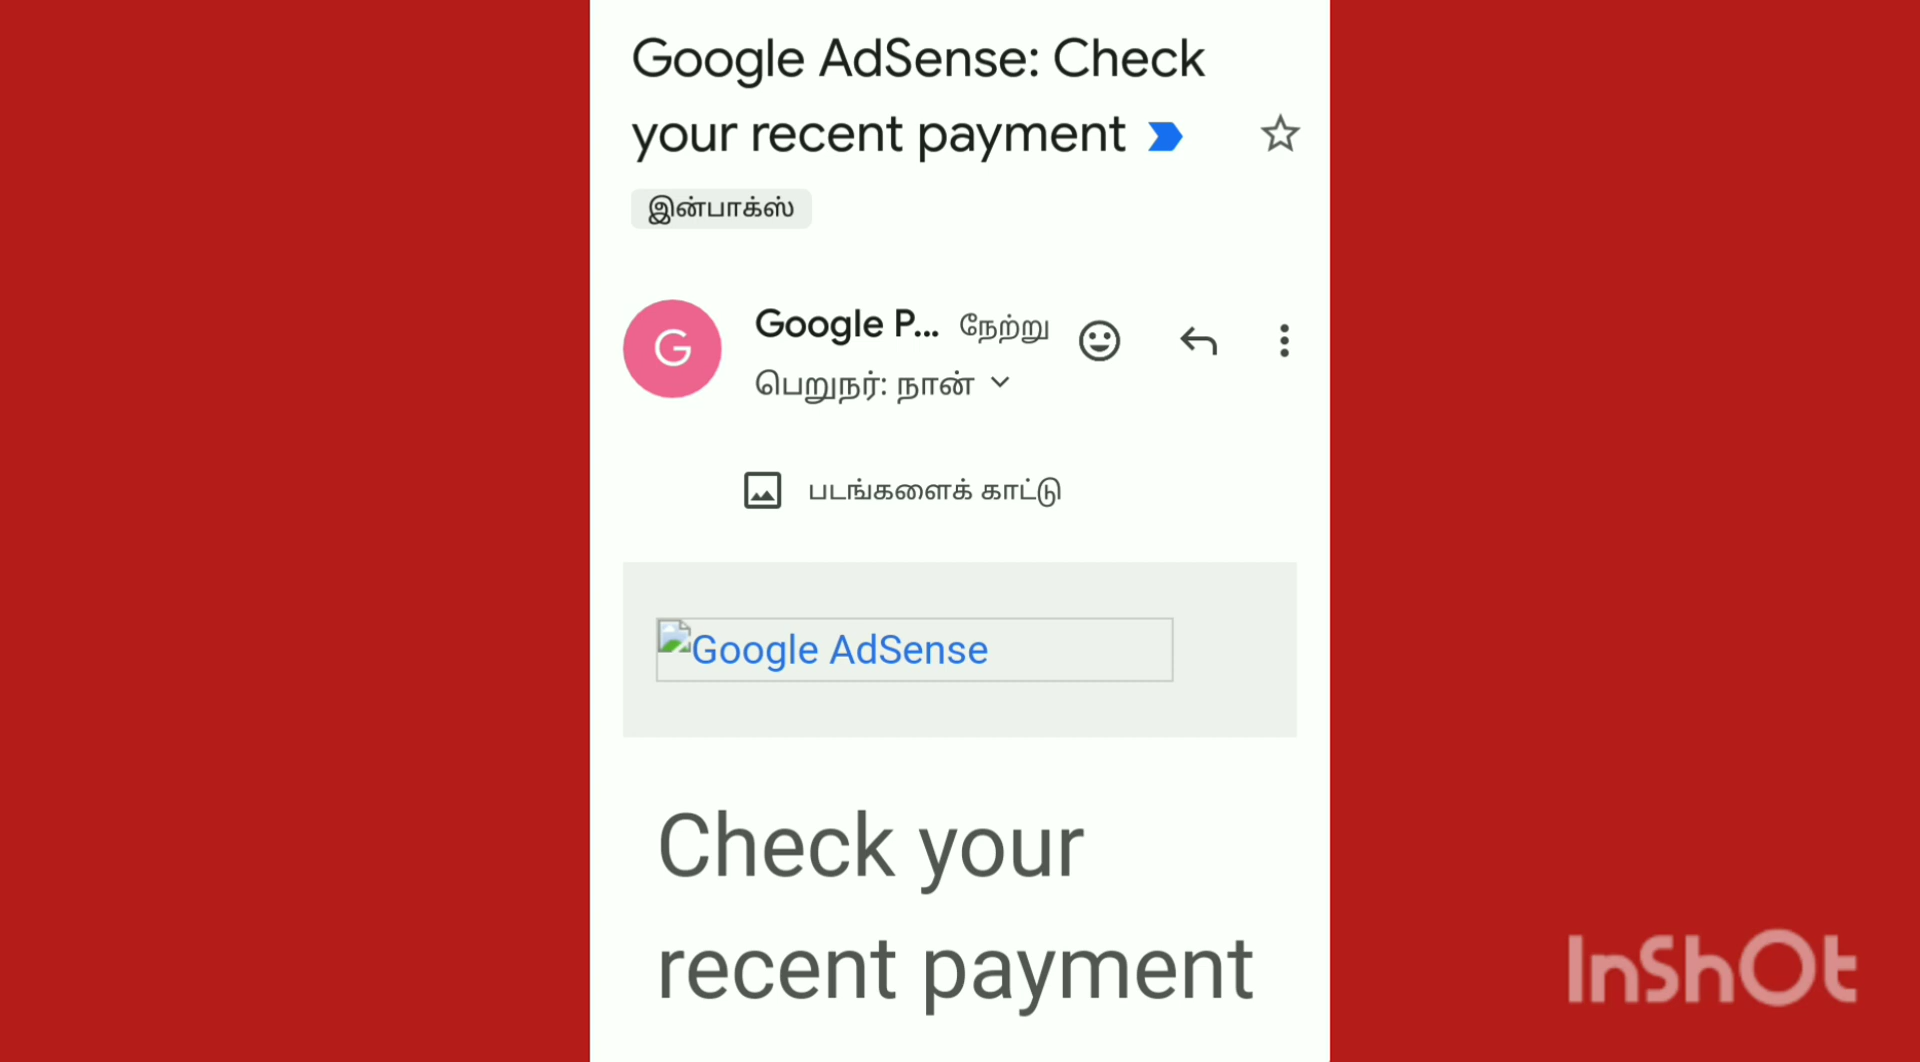 Google AdSense: Check
your recent payment
இன்பாக்ஸ்
G
Google P... நேற்று
பெறுநர்: நான்
படங்களைக் காட்டு
Google AdSense
Check your
recent payment
InShOt